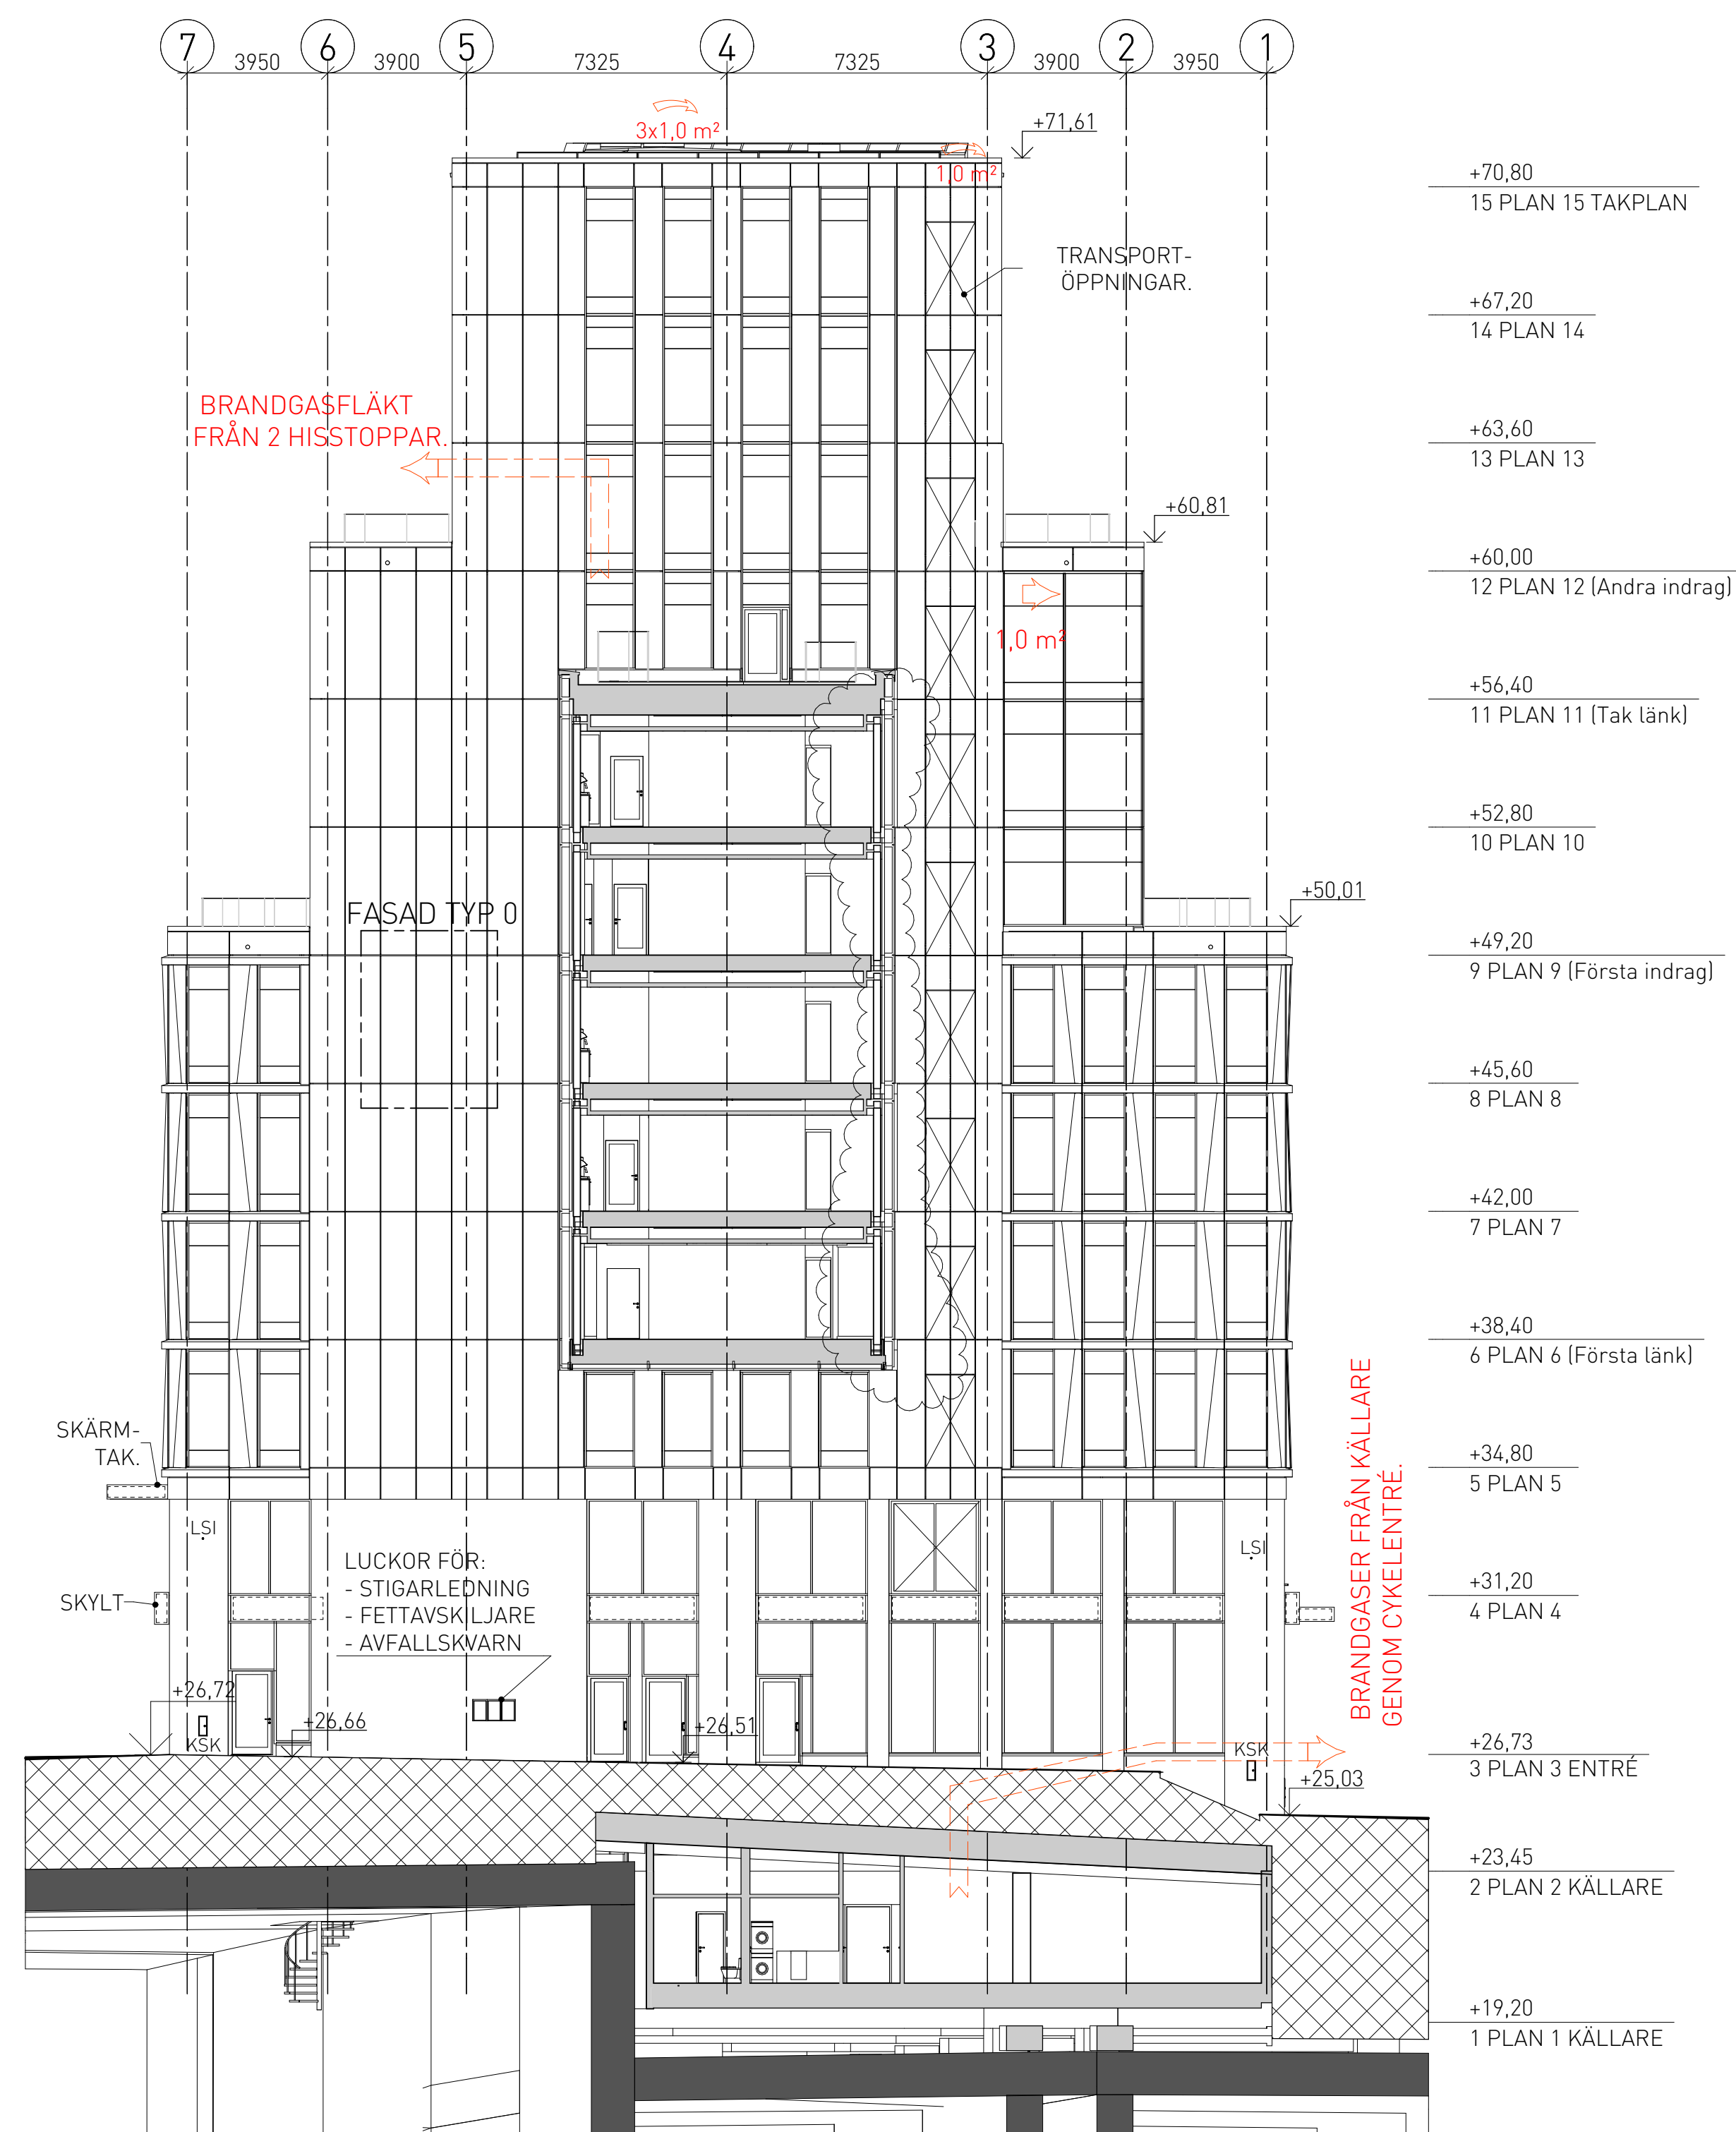 7 6 5 4 3 2 1
3950 3900 7325 7325 3900 3950
3x1,0 m²
+71,61
1,0 m²
+70,80
15 PLAN 15 TAKPLAN
TRANSPORT-
ÖPPNINGAR.
+67,20
14 PLAN 14
BRANDGASFLÄKT
FRÅN 2 HISSTOPPAR.
+63,60
13 PLAN 13
+60,81
+60,00
12 PLAN 12 (Andra indrag)
1,0 m²
+56,40
11 PLAN 11 (Tak länk)
+52,80
10 PLAN 10
+50,01
FASAD TYP 0
+49,20
9 PLAN 9 (Första indrag)
+45,60
8 PLAN 8
+42,00
7 PLAN 7
+38,40
6 PLAN 6 (Första länk)
BRANDGASER FRÅN KÄLLARE
GENOM CYKELENTRÉ.
SKÄRM-
TAK.
+34,80
5 PLAN 5
LSI
LSI
LUCKOR FÖR:
- STIGARLEDNING
- FETTAVSKILJARE
- AVFALLSKVARN
SKYLT
+31,20
4 PLAN 4
+26,72
+26,66
+26,51
KSK
KSK
+26,73
3 PLAN 3 ENTRÉ
+25,03
+23,45
2 PLAN 2 KÄLLARE
+19,20
1 PLAN 1 KÄLLARE